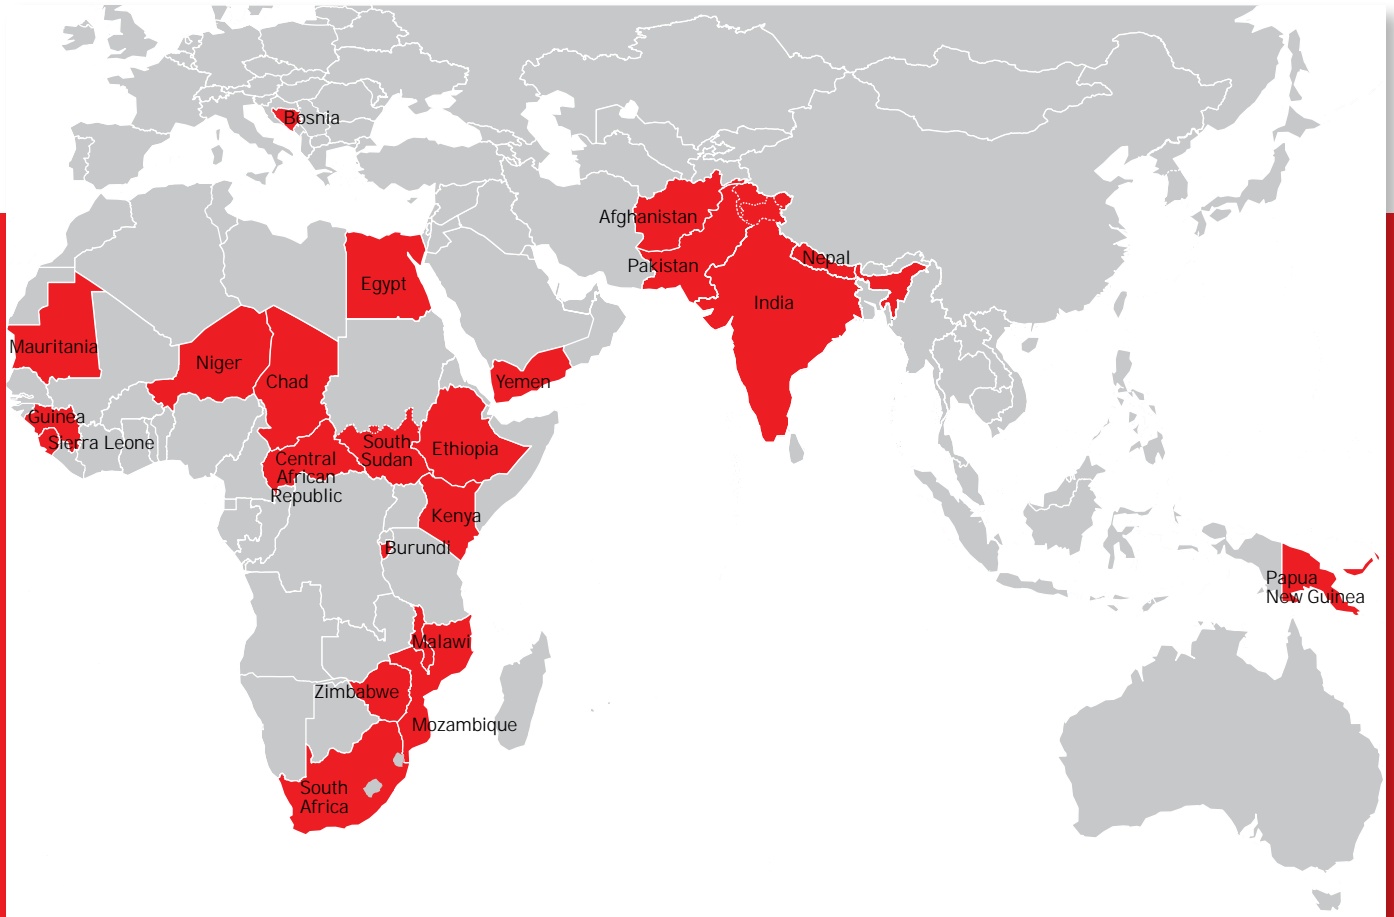 Bosnia
Afghanistan
Nepal
Pakistan
Egypt
India
Mauritania
Niger
Chad
Yemen
Guinea
Sierra Leone
South
Sudan
Ethiopia
Central
African
Republic
Kenya
Burundi
Papua
New Guinea
Malawi
Zimbabwe
Mozambique
South
Africa